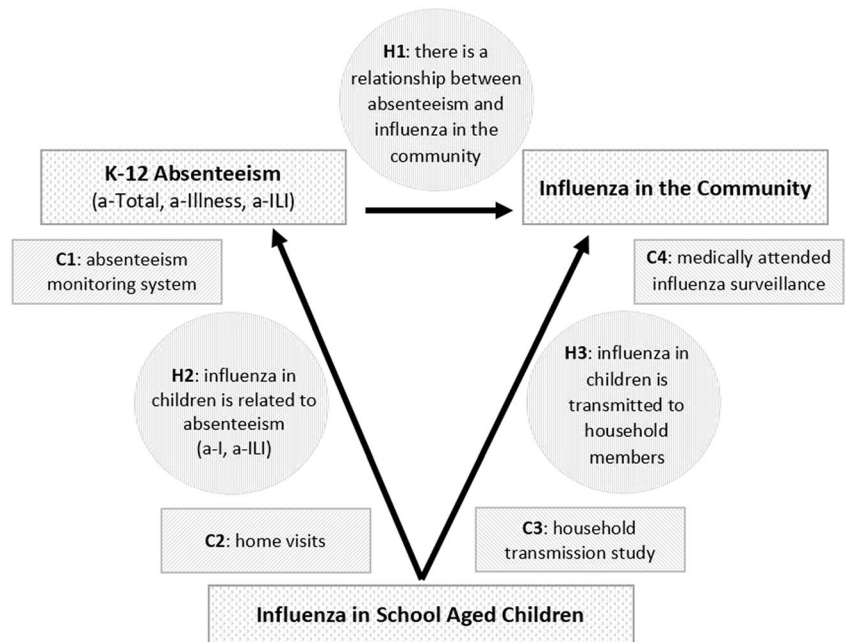 H1: there is a
relationship between
absenteeism and
influenza in the
community
K-12 Absenteeism
(a-Total, a-Illness, a-ILI)
Influenza in the Community
C1: absenteeism
monitoring system
C4: medically attended
influenza surveillance
H2: influenza in
children is related to
absenteeism
(a-I, a-ILI)
H3: influenza in
children is
transmitted to
household
members
C2: home visits
C3: household
transmission study
Influenza in School Aged Children